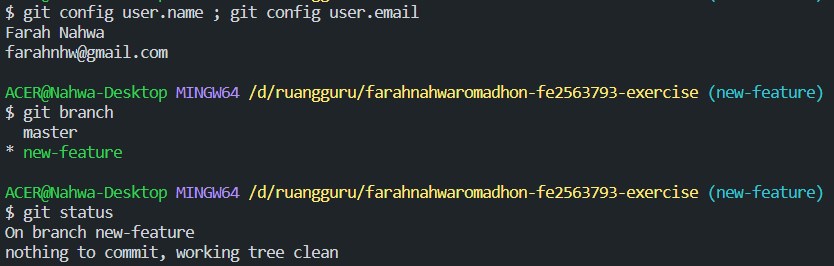 $ git config user.name ; git config user.email
Farah Nahwa
farahnhw@gmail.com
ACER@Nahwa-Desktop MINGW64 /d/ruangguru/farahnahwaromadhon-fe2563793-exercise (new-feature)
$ git branch
  master
* new-feature
ACER@Nahwa-Desktop MINGW64 /d/ruangguru/farahnahwaromadhon-fe2563793-exercise (new-feature)
$ git status
On branch new-feature
nothing to commit, working tree clean